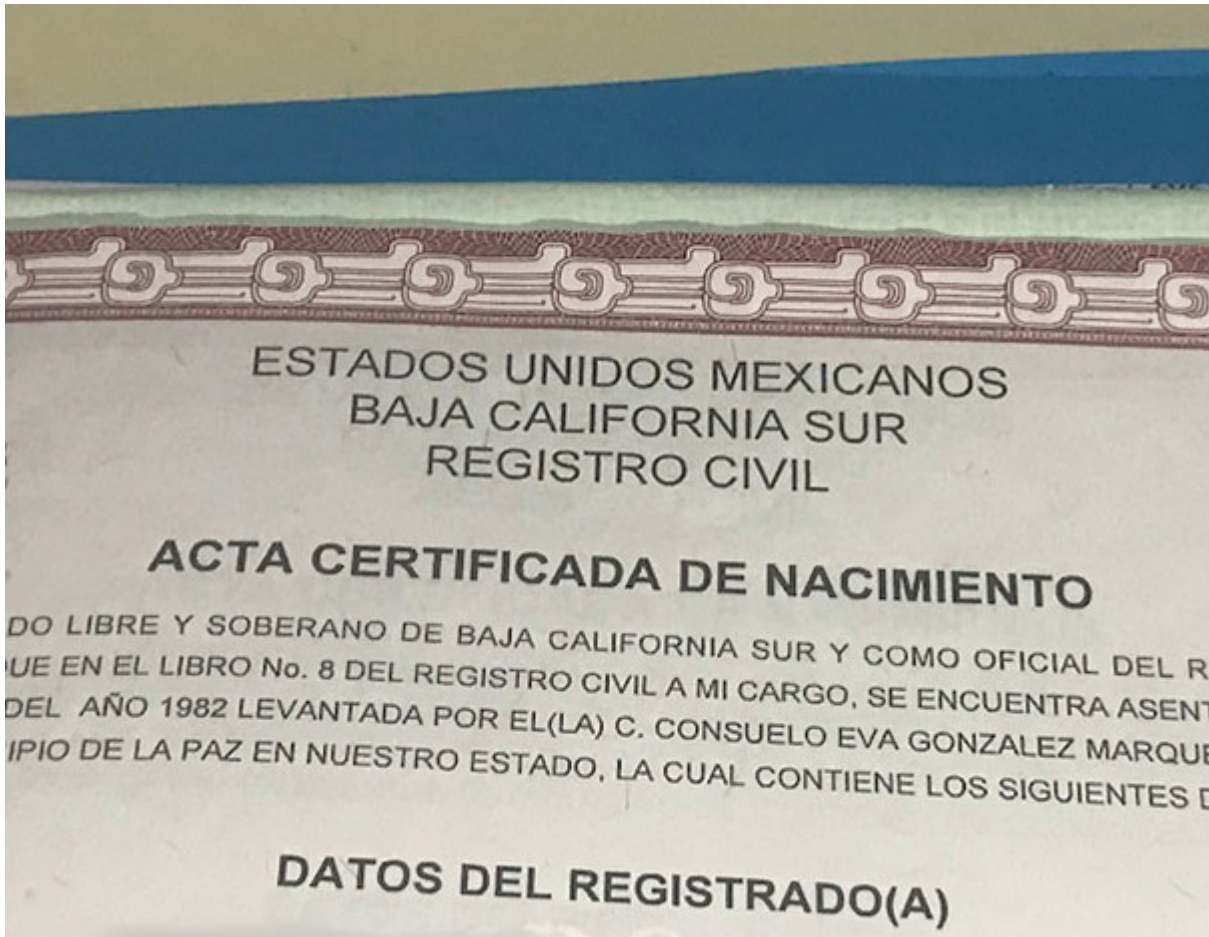 ESTADOS UNIDOS MEXICANOS
BAJA CALIFORNIA SUR
REGISTRO CIVIL
ACTA CERTIFICADA DE NACIMIENTO
DO LIBRE Y SOBERANO DE BAJA CALIFORNIA SUR Y COMO OFICIAL DEL R
UE EN EL LIBRO No. 8 DEL REGISTRO CIVIL A MI CARGO, SE ENCUENTRA ASENT
DEL AÑO 1982 LEVANTADA POR EL(LA) C. CONSUELO EVA GONZALEZ MARQUE
IPIO DE LA PAZ EN NUESTRO ESTADO, LA CUAL CONTIENE LOS SIGUIENTES D
DATOS DEL REGISTRADO(A)